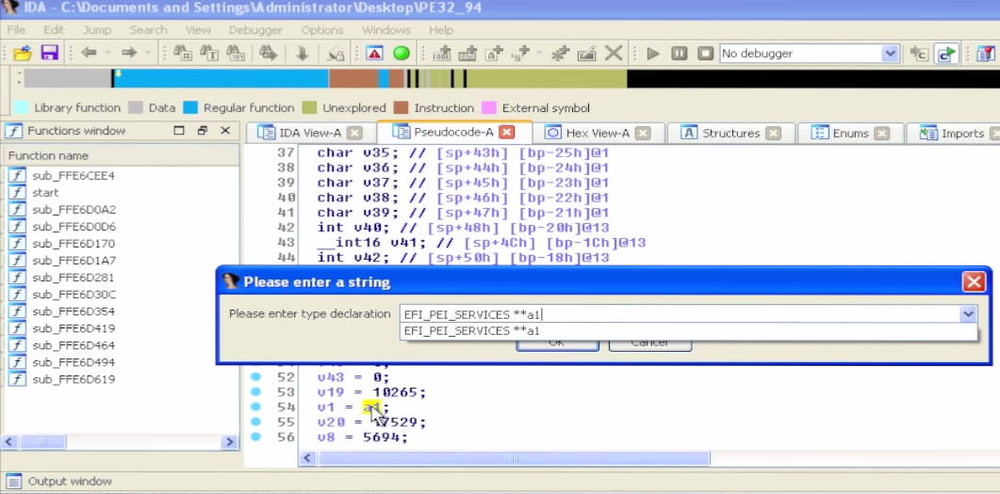 IDA - C:\Documents and Settings\Administrator\Desktop\PE32_94
File Edit Jump Search View Debugger Options Windows Help
No debugger
Library function Data Regular function Unexplored Instruction External symbol
Functions window
IDA View-A Pseudocode-A Hex View-A Structures Enums Imports
Function name
sub_FFE6CEE4
start
sub_FFE6D0A2
sub_FFE6D0D6
sub_FFE6D170
sub_FFE6D1A7
sub_FFE6D281
sub_FFE6D30C
sub_FFE6D354
sub_FFE6D419
sub_FFE6D464
sub_FFE6D494
sub_FFE6D619
37 char v35; // [sp+43h] [bp-25h]@1
38 char v36; // [sp+44h] [bp-24h]@1
39 char v37; // [sp+45h] [bp-23h]@1
40 char v38; // [sp+46h] [bp-22h]@1
41 char v39; // [sp+47h] [bp-21h]@1
42 int v40; // [sp+48h] [bp-20h]@13
43 __int16 v41; // [sp+4Ch] [bp-1Ch]@13
44 int v42; // [sp+50h] [bp-18h]@13
Please enter a string
Please enter type declaration EFI_PEI_SERVICES **a1
EFI_PEI_SERVICES **a1
OK Cancel
52 v43 = 0;
53 v19 = 10265;
54 v1 = a1;
55 v20 = 7529;
56 v8 = 5694;
Output window